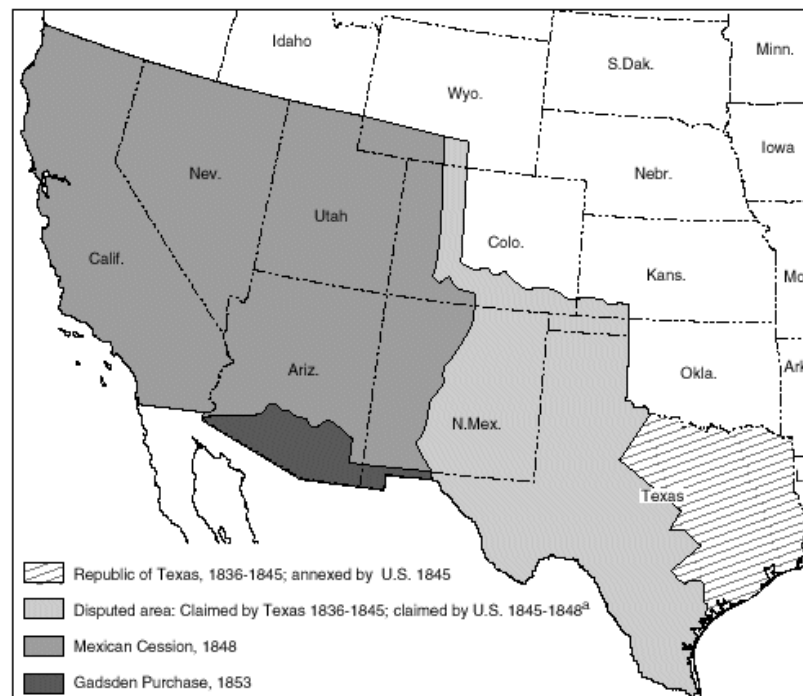 Idaho
Minn.
S.Dak.
Wyo.
Iowa
Nev.
Nebr.
Utah
Colo.
Calif.
Kans.
Mo
Ariz.
Okla.
Ark
N.Mex.
Texas
Republic of Texas, 1836-1845; annexed by U.S. 1845
Disputed area: Claimed by Texas 1836-1845; claimed by U.S. 1845-1848a
Mexican Cession, 1848
Gadsden Purchase, 1853